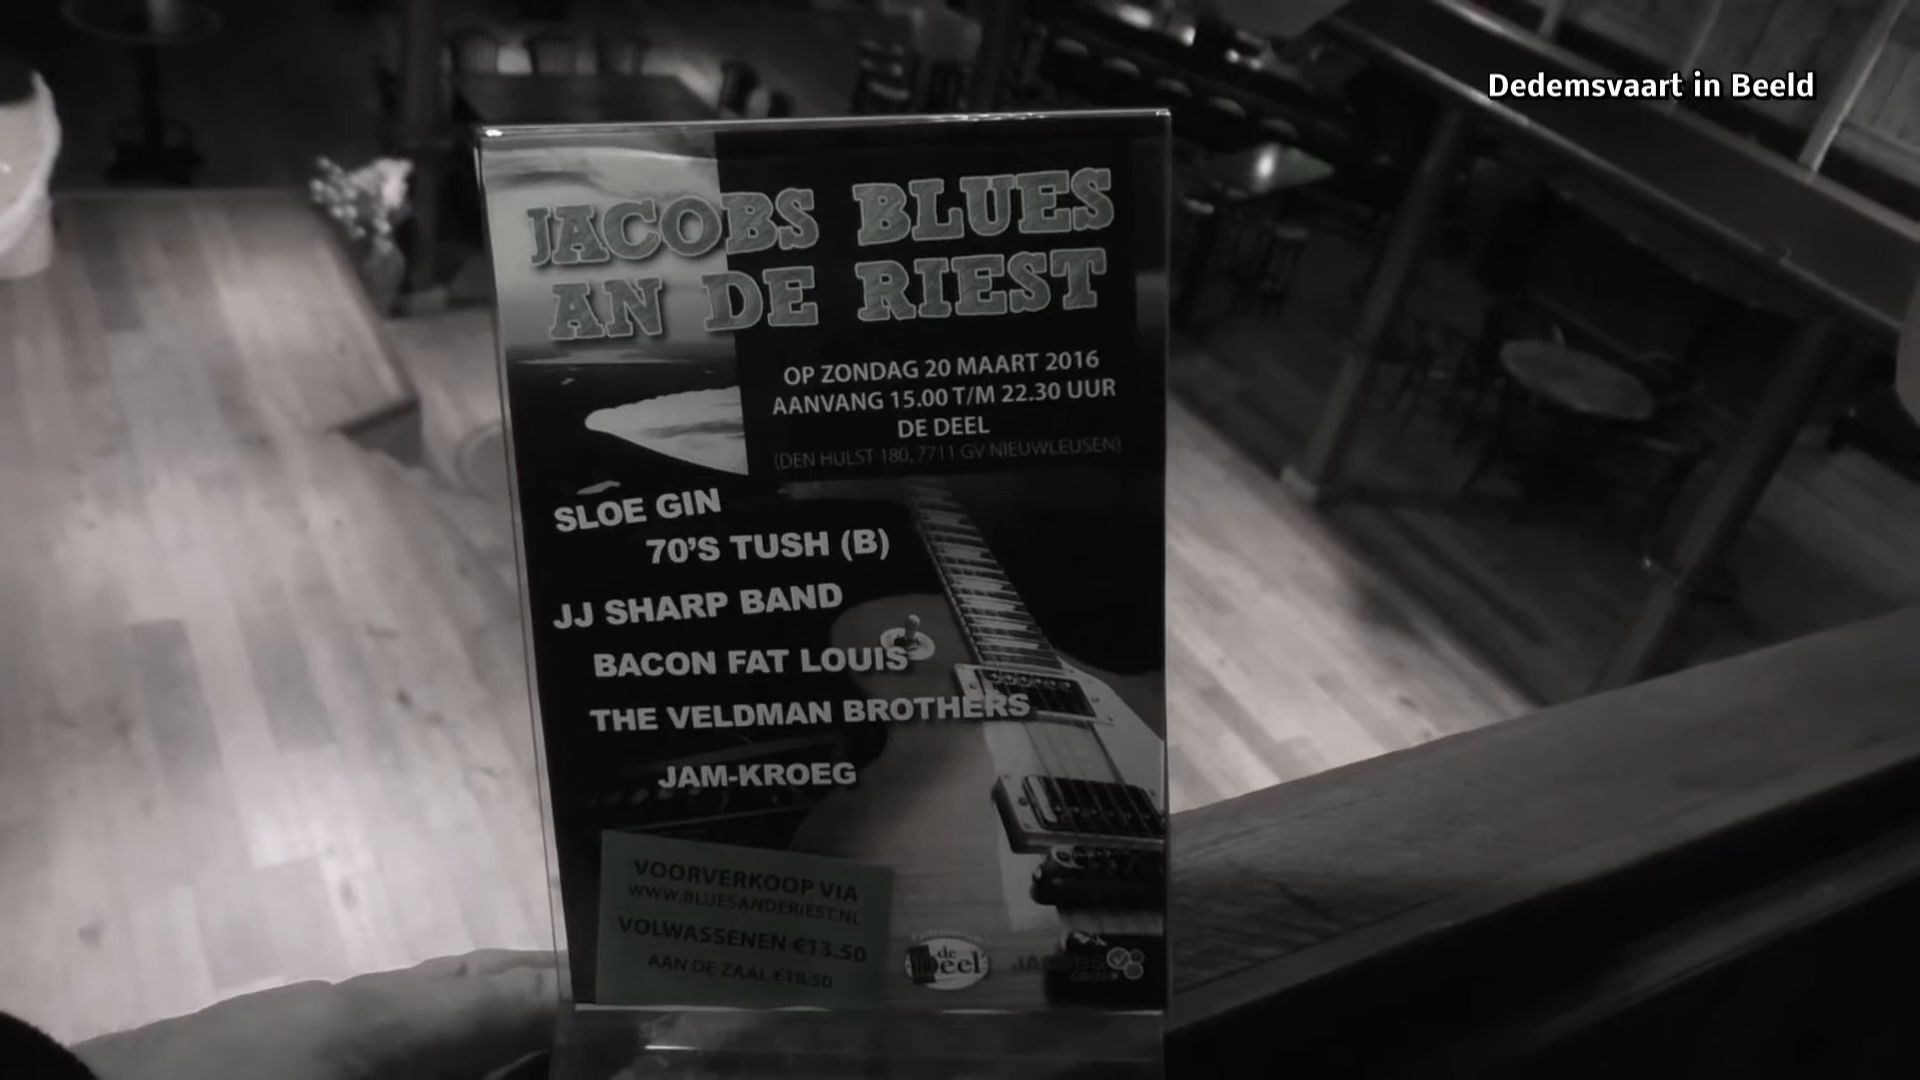 Dedemsvaart in Beeld
JACOBS BLUES
AN DE RIEST
OP ZONDAG 20 MAART 2016
AANVANG 15.00 T/M 22.30 UUR
DE DEEL
(DEN HULST 180, 7711 GV NIEUWLEUSEN)
SLOE GIN
70'S TUSH (B)
JJ SHARP BAND
BACON FAT LOUIS
THE VELDMAN BROTHERS
JAM-KROEG
VOORVERKOOP VIA
WWW.BLUESANDERIEST.NL
VOLWASSENEN €13.50
AAN DE ZAAL €18.50
de
Deel